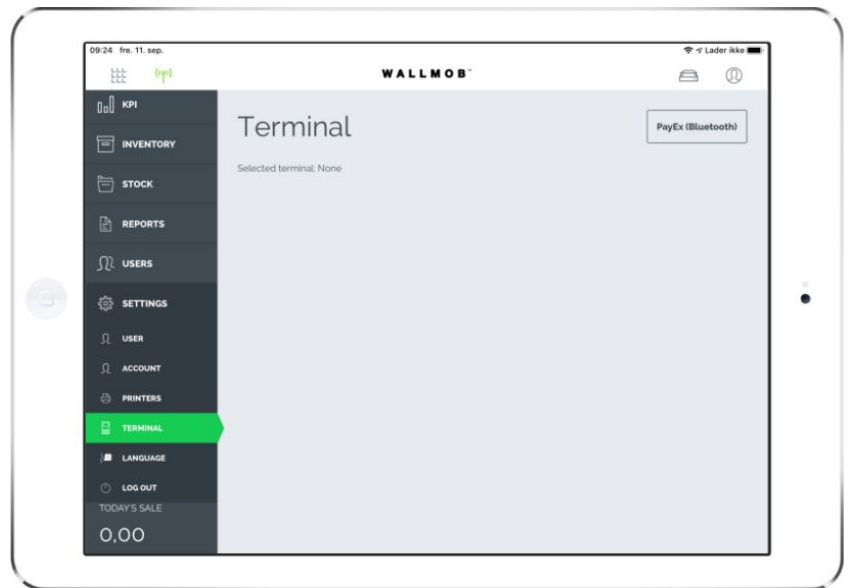 09:24 fre. 11. sep.
Lader ikke
WALLMOB™
KPI
INVENTORY
STOCK
REPORTS
USERS
SETTINGS
USER
ACCOUNT
PRINTERS
TERMINAL
LANGUAGE
LOG OUT
TODAY'S SALE
0,00
Terminal
PayEx (Bluetooth)
Selected terminal: None